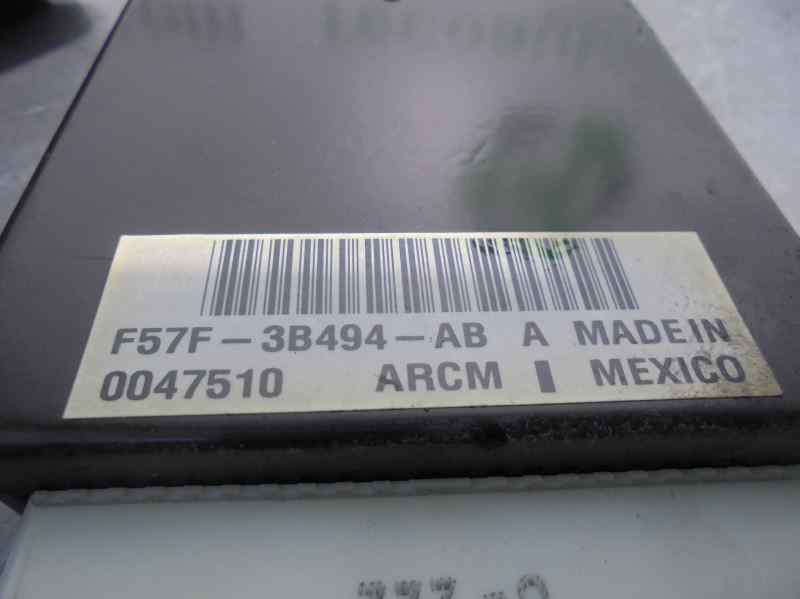 F57F-3B494-AB A MADE IN
0047510 ARCM MEXICO